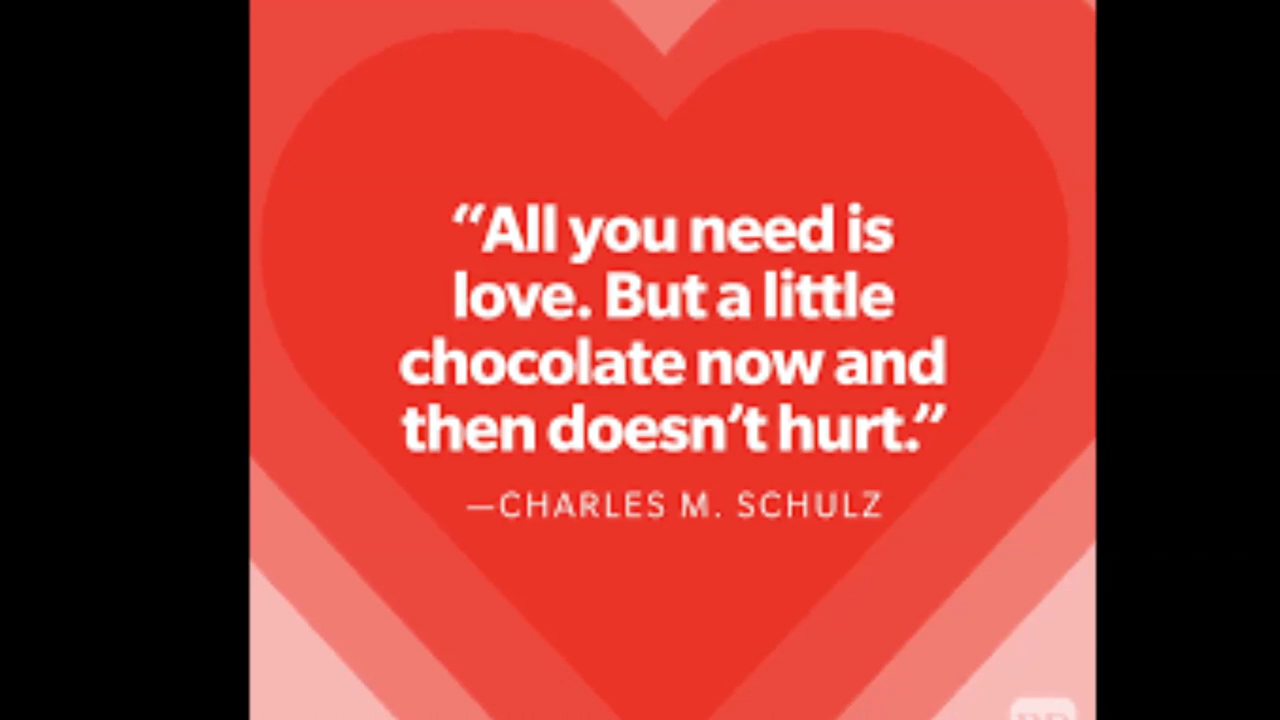 “All you need is
love. But a little
chocolate now and
then doesn’t hurt.”
—CHARLES M. SCHULZ